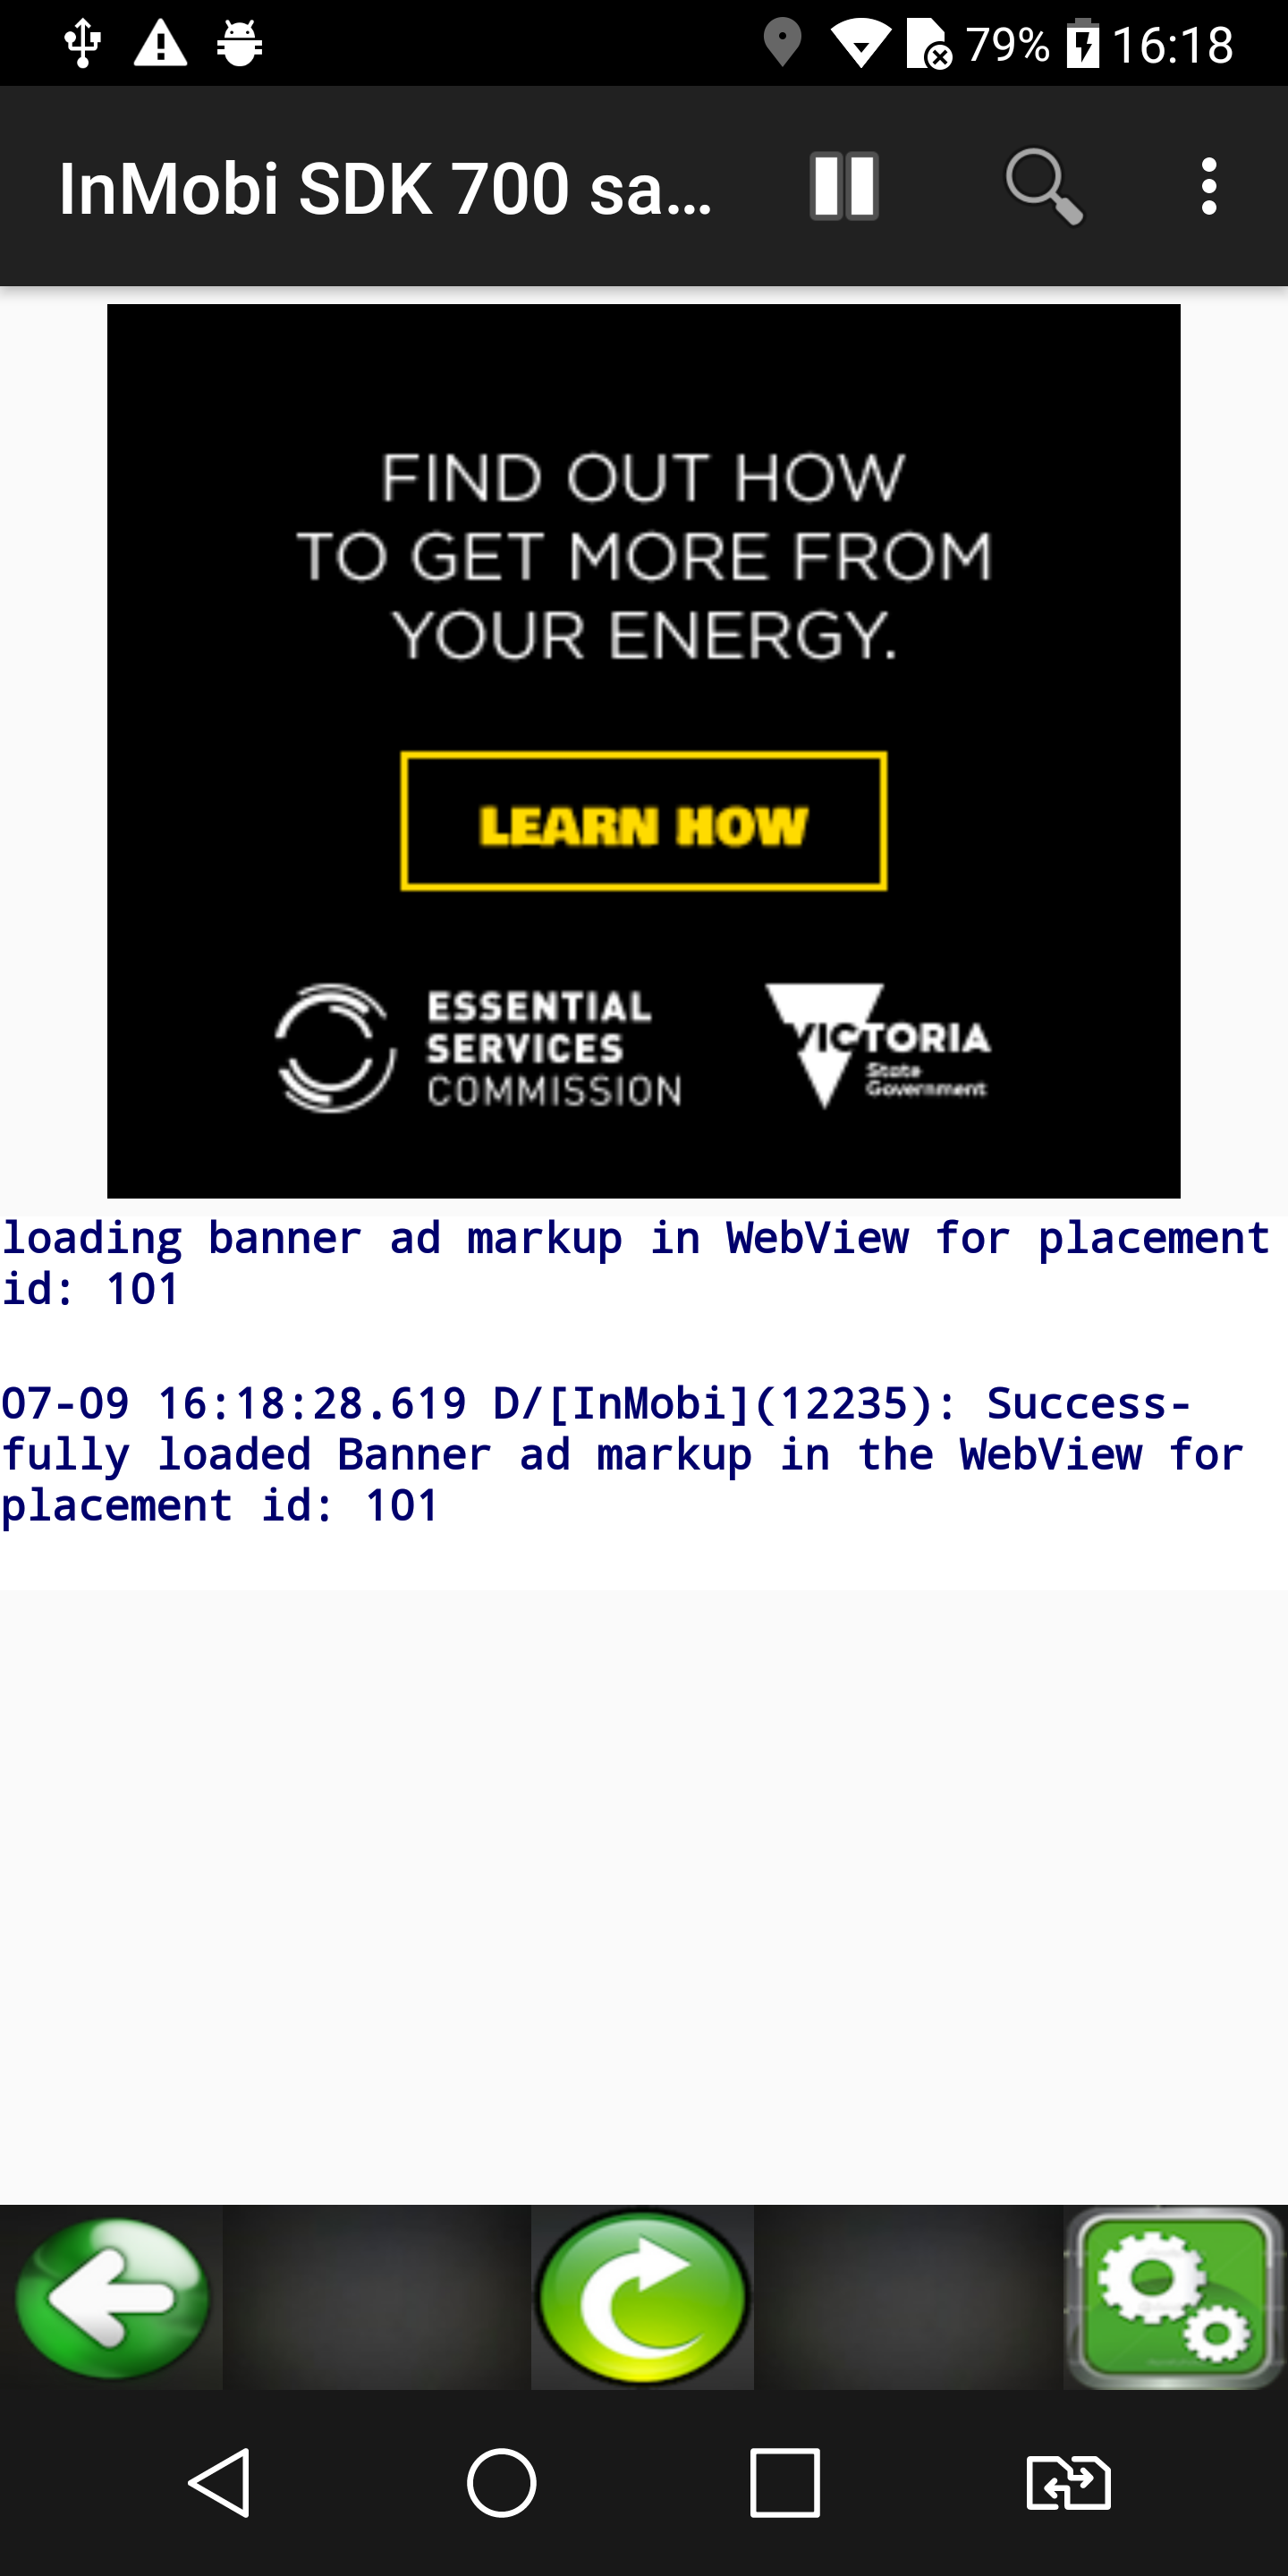 79% 16:18
InMobi SDK 700 sa...
FIND OUT HOW
TO GET MORE FROM
YOUR ENERGY.
LEARN HOW
ESSENTIAL
SERVICES
COMMISSION
VICTORIA
State
Government
loading banner ad markup in WebView for placement
id: 101
07-09 16:18:28.619 D/[InMobi](12235): Success-
fully loaded Banner ad markup in the WebView for
placement id: 101